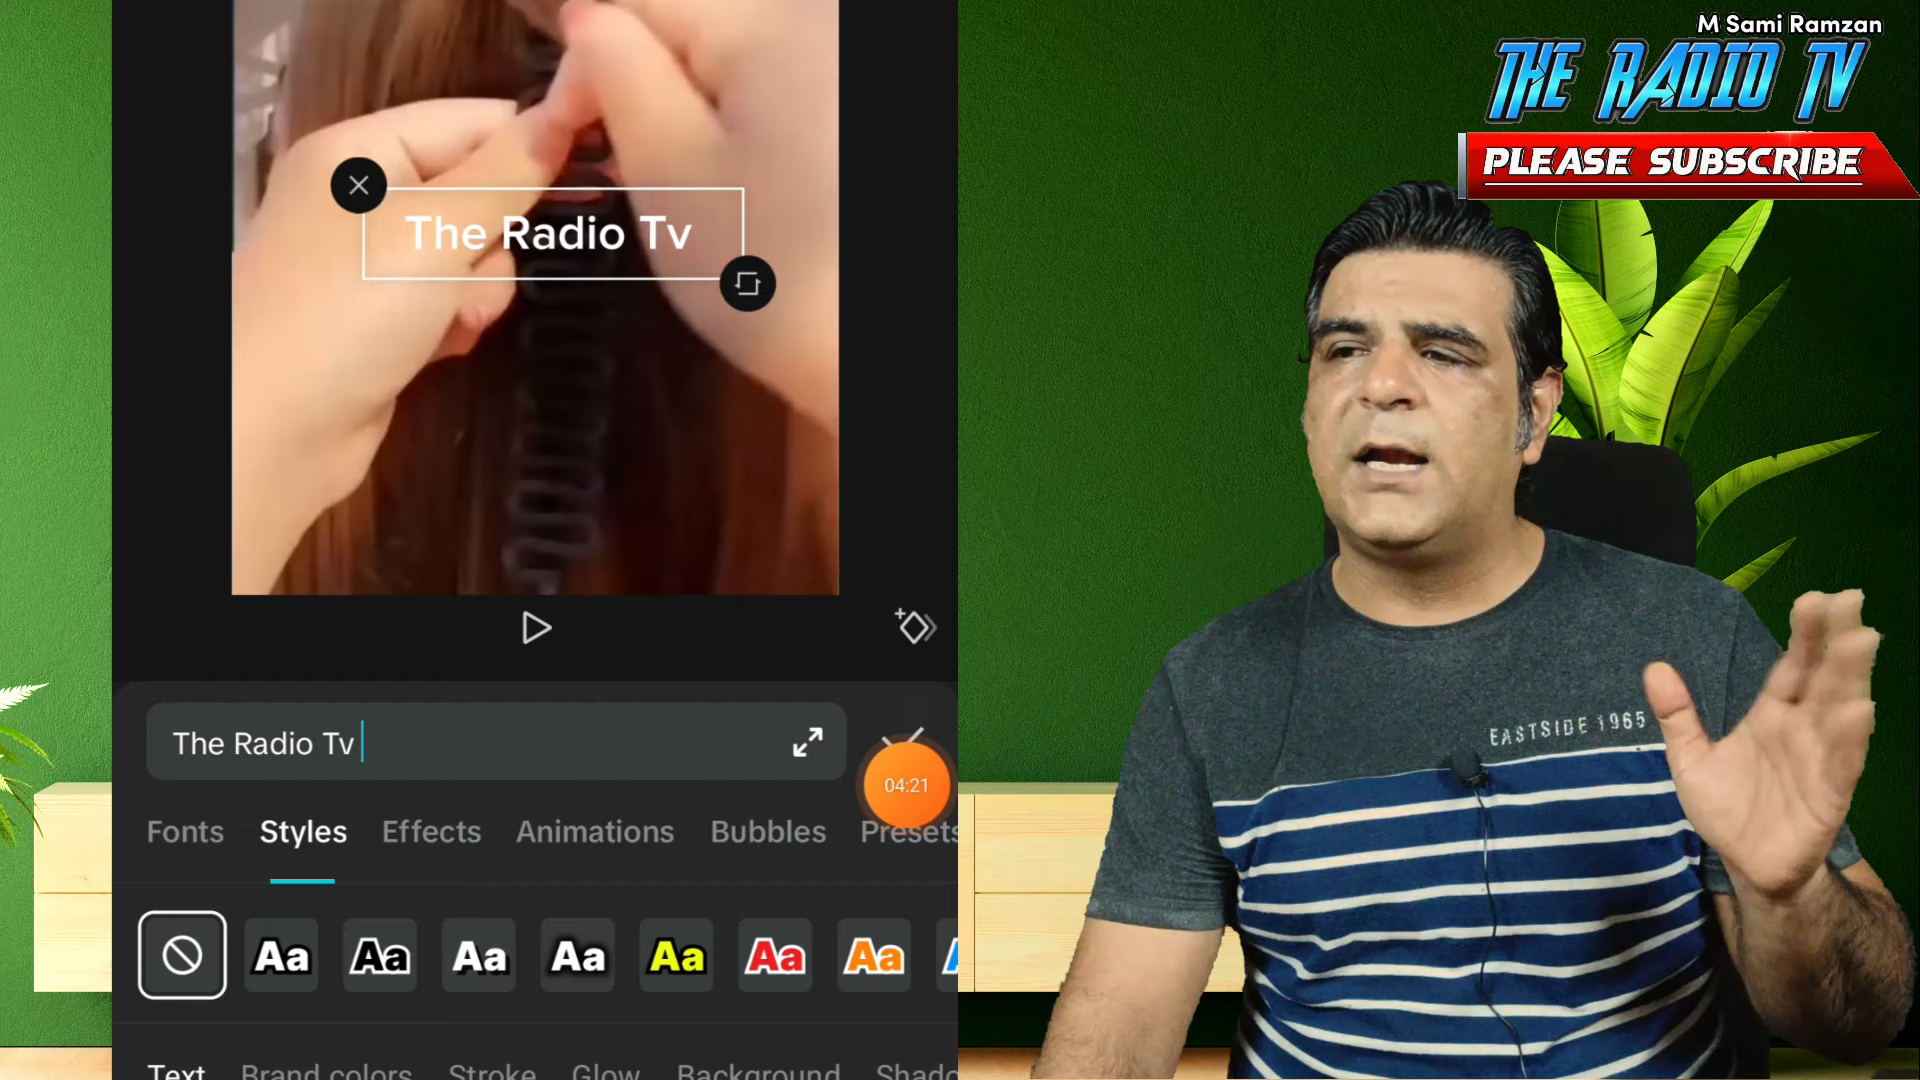 M Sami Ramzan
THE RADIO TV
PLEASE SUBSCRIBE
The Radio Tv
The Radio Tv
04:21
Fonts Styles Effects Animations Bubbles Presets
Aa Aa Aa Aa Aa Aa Aa
Text Brand colors Stroke Glow Background Shado
EASTSIDE 1965